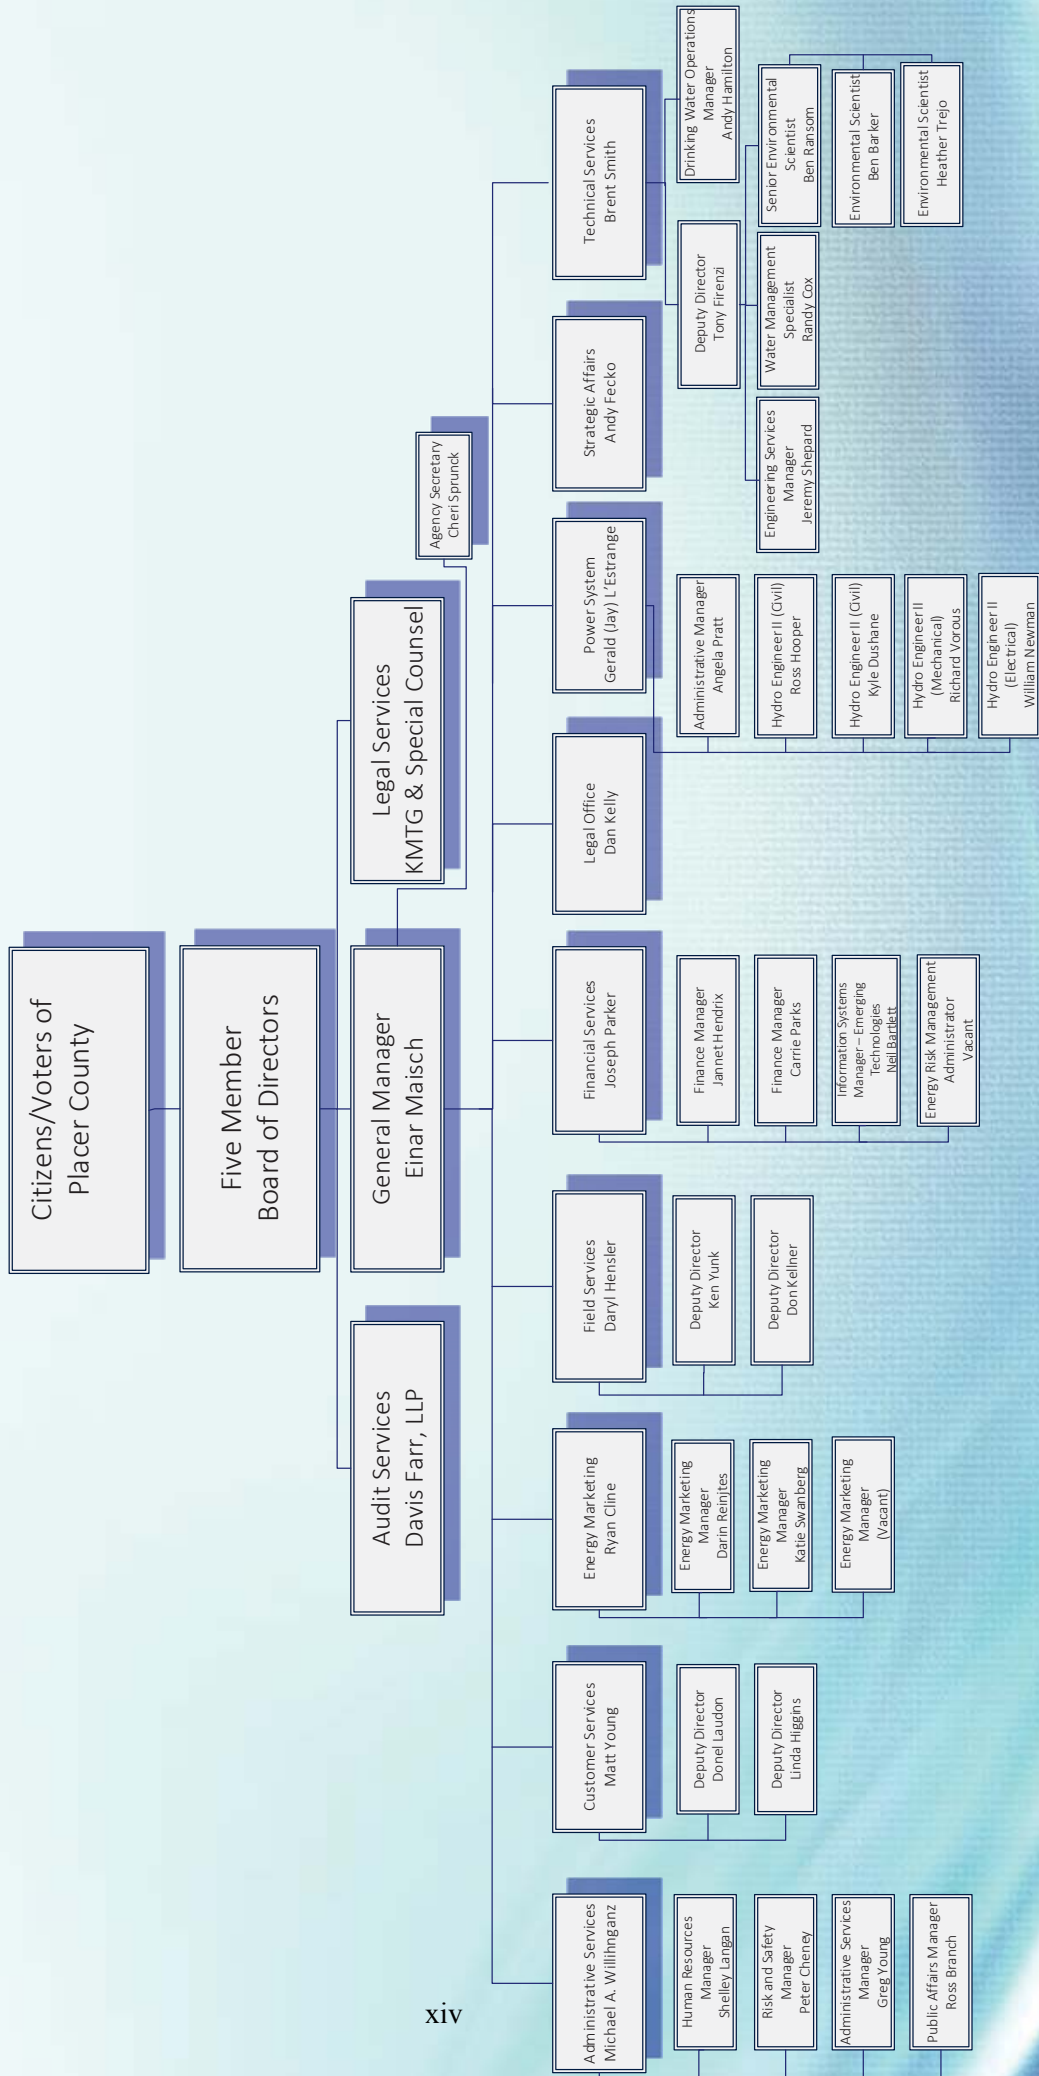 Citizens/Voters of
Placer County
Five Member
Board of Directors
Audit Services
Davis Farr, LLP
General Manager
Einar Maisch
Legal Services
KMTG & Special Counsel
Agency Secretary
Cheri Sprunck
Administrative Services
Michael A. Willihnganz
Human Resources
Manager
Shelley Langan
Risk and Safety
Manager
Peter Cheney
Administrative Services
Manager
Greg Young
Public Affairs Manager
Ross Branch
Customer Services
Matt Young
Deputy Director
Donel Laudon
Deputy Director
Linda Higgins
Energy Marketing
Ryan Cline
Energy Marketing
Manager
Darin Reinjtes
Energy Marketing
Manager
Katie Swanberg
Energy Marketing
Manager
(Vacant)
Field Services
Daryl Hensler
Deputy Director
Ken Yunk
Deputy Director
Don Kellner
Financial Services
Joseph Parker
Finance Manager
Jannet Hendrix
Finance Manager
Carrie Parks
Information Systems
Manager – Emerging
Technologies
Neil Bartlett
Energy Risk Management
Administrator
Vacant
Legal Office
Dan Kelly
Power System
Gerald (Jay) L'Estrange
Administrative Manager
Angela Pratt
Hydro Engineer II (Civil)
Ross Hooper
Hydro Engineer II (Civil)
Kyle Dushane
Hydro Engineer II
(Mechanical)
Richard Vorous
Hydro Engineer II
(Electrical)
William Newman
Strategic Affairs
Andy Fecko
Technical Services
Brent Smith
Deputy Director
Tony Firenzi
Drinking Water Operations
Manager
Andy Hamilton
Engineering Services
Manager
Jeremy Shepard
Water Management
Specialist
Randy Cox
Senior Environmental
Scientist
Ben Ransom
Environmental Scientist
Ben Barker
Environmental Scientist
Heather Trejo
xiv